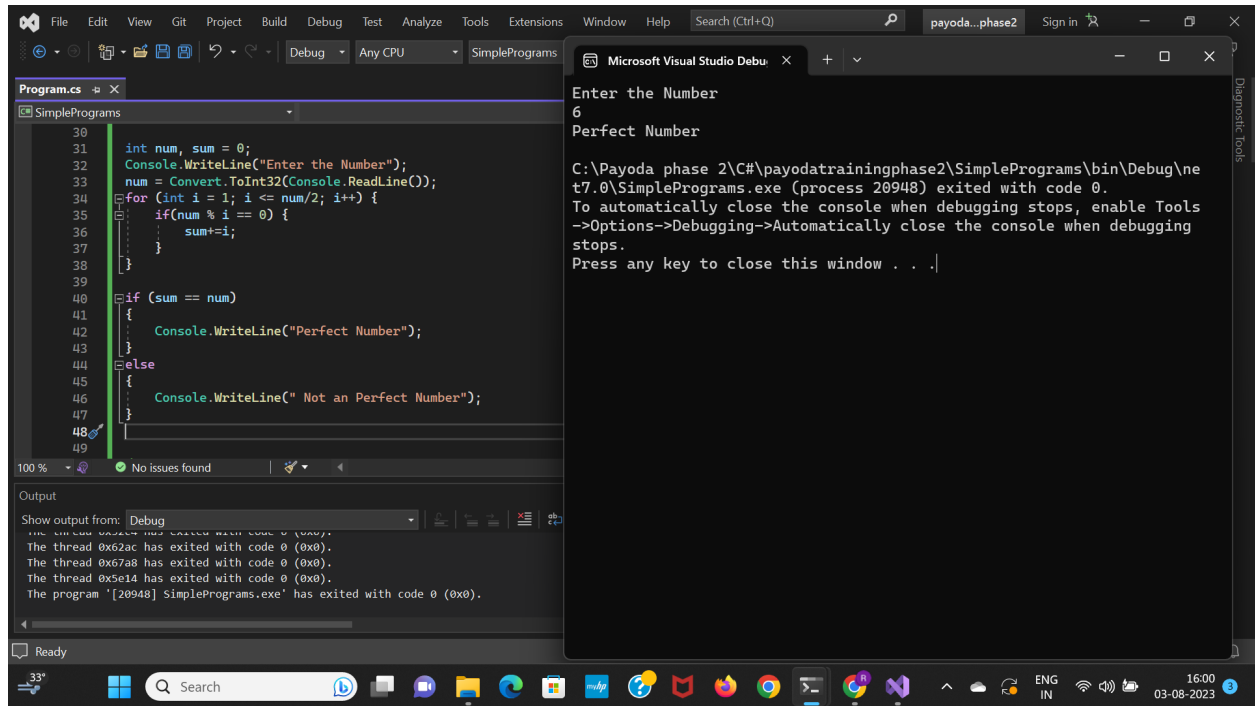 File Edit View Git Project Build Debug Test Analyze Tools Extensions Window Help Search (Ctrl+Q) payoda...phase2 Sign in
Debug Any CPU SimplePrograms
Program.cs
SimplePrograms
30
31 int num, sum = 0;
32 Console.WriteLine("Enter the Number");
33 num = Convert.ToInt32(Console.ReadLine());
34 for (int i = 1; i <= num/2; i++) {
35 if(num % i == 0) {
36 sum+=i;
37 }
38 }
39
40 if (sum == num)
41 {
42 Console.WriteLine("Perfect Number");
43 }
44 else
45 {
46 Console.WriteLine(" Not an Perfect Number");
47 }
48
49
100 % No issues found
Output
Show output from: Debug
The thread 0x62ac has exited with code 0 (0x0).
The thread 0x67a8 has exited with code 0 (0x0).
The thread 0x5e14 has exited with code 0 (0x0).
The program '[20948] SimplePrograms.exe' has exited with code 0 (0x0).
Ready
Microsoft Visual Studio Debu
Enter the Number
6
Perfect Number
C:\Payoda phase 2\C#\payodatrainingphase2\SimplePrograms\bin\Debug\ne
t7.0\SimplePrograms.exe (process 20948) exited with code 0.
To automatically close the console when debugging stops, enable Tools
->Options->Debugging->Automatically close the console when debugging
stops.
Press any key to close this window . . .
Diagnostic Tools
33°
Search
myhp
R
ENG
IN
16:00
03-08-2023
3